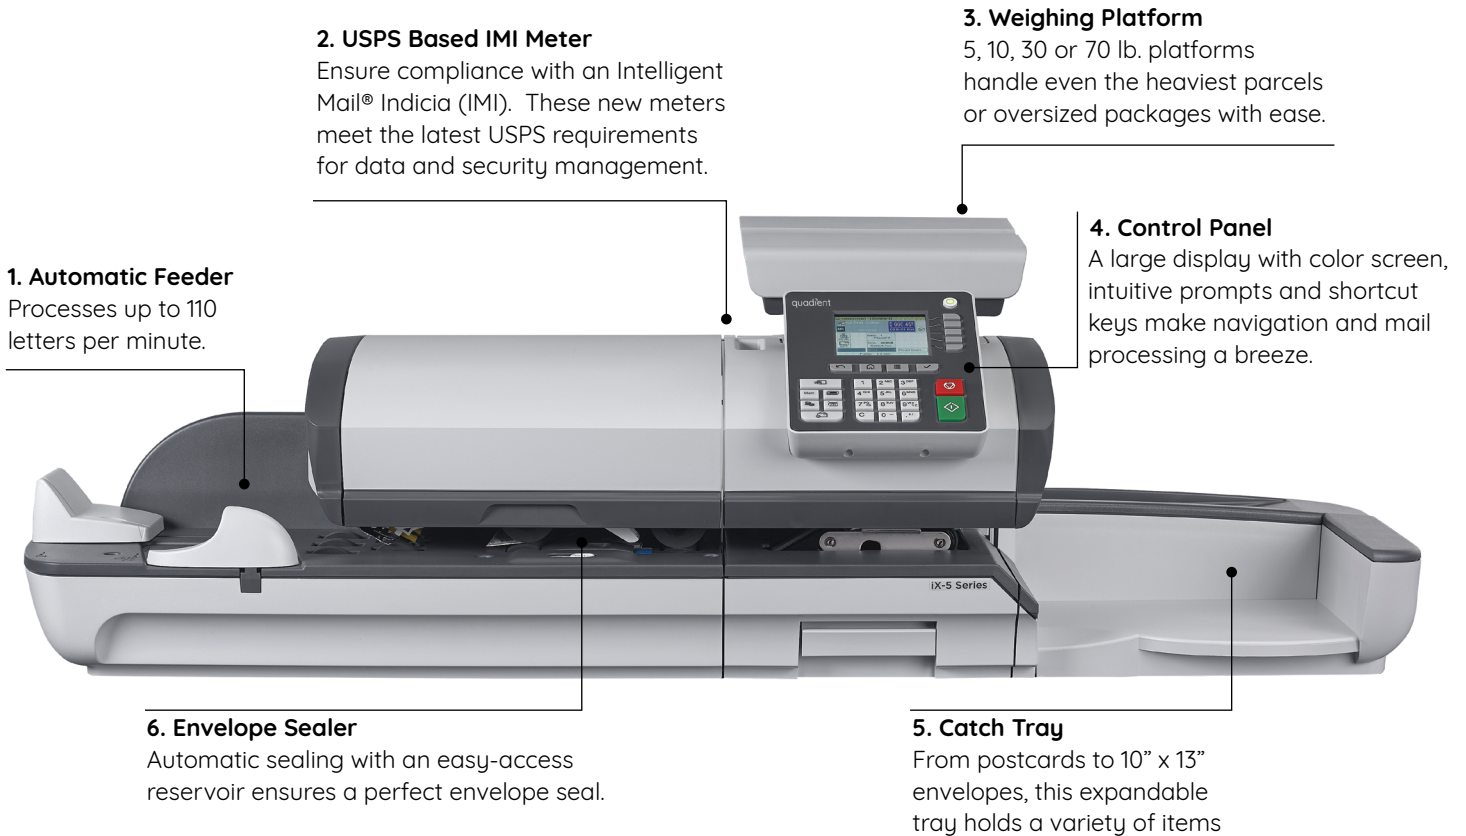 3. Weighing Platform
5, 10, 30 or 70 lb. platforms
handle even the heaviest parcels
or oversized packages with ease.
2. USPS Based IMI Meter
Ensure compliance with an Intelligent
Mail® Indicia (IMI).  These new meters
meet the latest USPS requirements
for data and security management.
4. Control Panel
A large display with color screen,
intuitive prompts and shortcut
keys make navigation and mail
processing a breeze.
1. Automatic Feeder
Processes up to 110
letters per minute.
quadient
iX-5 Series
6. Envelope Sealer
Automatic sealing with an easy-access
reservoir ensures a perfect envelope seal.
5. Catch Tray
From postcards to 10” x 13”
envelopes, this expandable
tray holds a variety of items